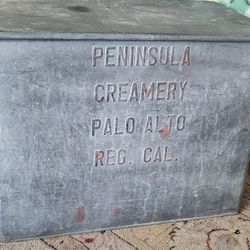 PENINSULA
CREAMERY
PALO ALTO
REG. CAL.